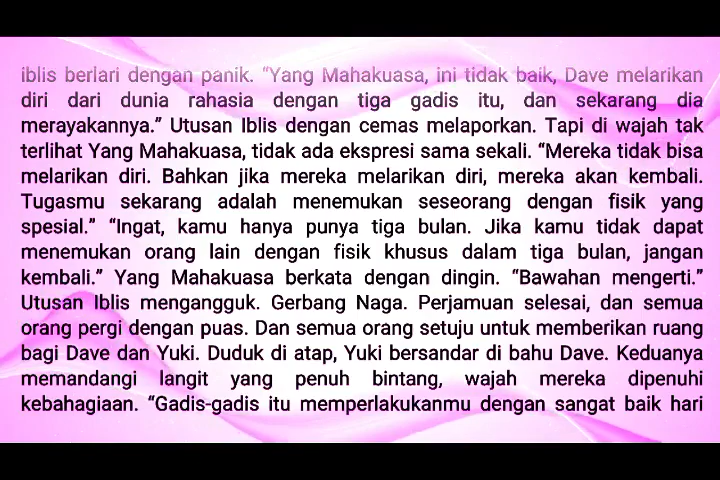 iblis berlari dengan panik. “Yang Mahakuasa, ini tidak baik, Dave melarikan
diri dari dunia rahasia dengan tiga gadis itu, dan sekarang dia
merayakannya.” Utusan Iblis dengan cemas melaporkan. Tapi di wajah tak
terlihat Yang Mahakuasa, tidak ada ekspresi sama sekali. “Mereka tidak bisa
melarikan diri. Bahkan jika mereka melarikan diri, mereka akan kembali.
Tugasmu sekarang adalah menemukan seseorang dengan fisik yang
spesial.” “Ingat, kamu hanya punya tiga bulan. Jika kamu tidak dapat
menemukan orang lain dengan fisik khusus dalam tiga bulan, jangan
kembali.” Yang Mahakuasa berkata dengan dingin. “Bawahan mengerti.”
Utusan Iblis mengangguk. Gerbang Naga. Perjamuan selesai, dan semua
orang pergi dengan puas. Dan semua orang setuju untuk memberikan ruang
bagi Dave dan Yuki. Duduk di atap, Yuki bersandar di bahu Dave. Keduanya
memandangi langit yang penuh bintang, wajah mereka dipenuhi
kebahagiaan. “Gadis-gadis itu memperlakukanmu dengan sangat baik hari